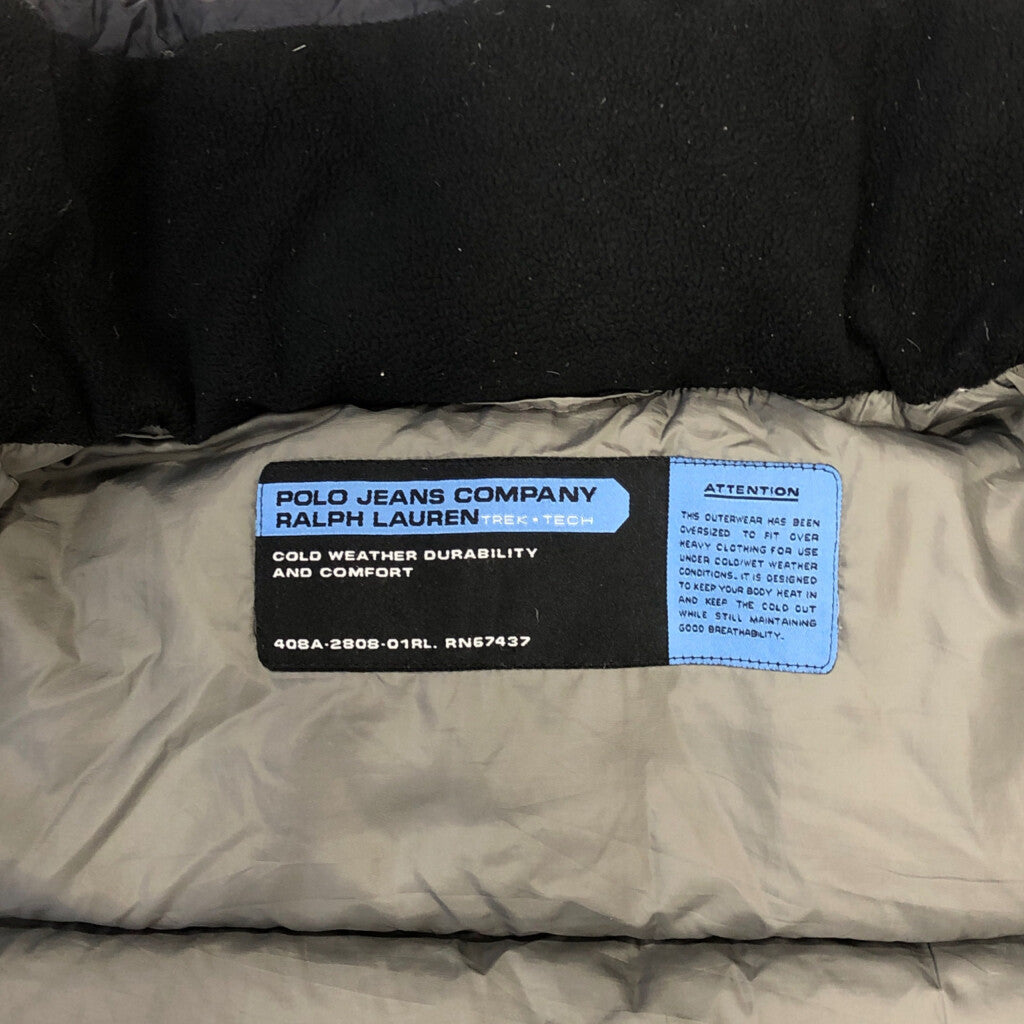 POLO JEANS COMPANY
RALPH LAUREN TREK • TECH
COLD WEATHER DURABILITY
AND COMFORT
408A-2808-01RL. RN67437
ATTENTION
THIS OUTERWEAR HAS BEEN
OVERSIZED TO FIT OVER
HEAVY CLOTHING FOR USE
UNDER COLD/WET WEATHER
CONDITIONS. IT IS DESIGNED
TO KEEP YOUR BODY HEAT IN
AND KEEP THE COLD OUT
WHILE STILL MAINTAINING
GOOD BREATHABILITY.